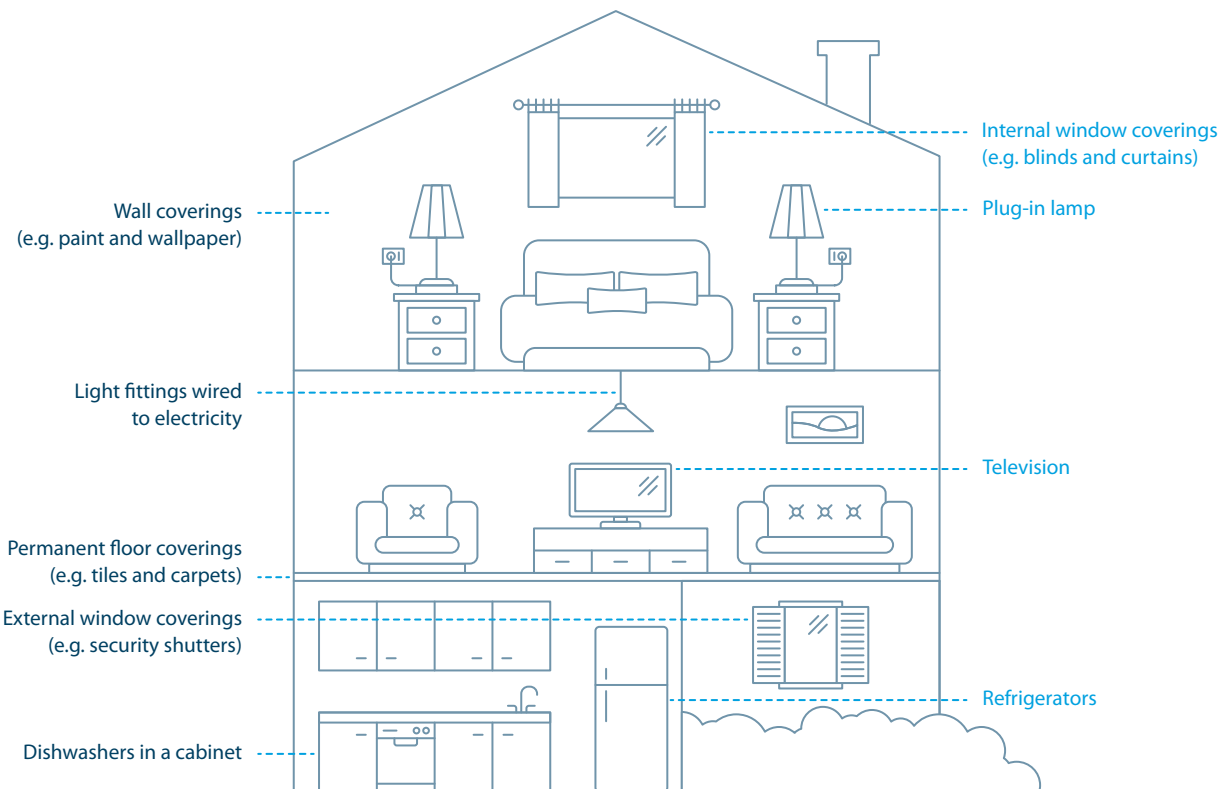 Internal window coverings
(e.g. blinds and curtains)
Wall coverings
(e.g. paint and wallpaper)
Plug-in lamp
Light fittings wired
to electricity
Television
Permanent floor coverings
(e.g. tiles and carpets)
External window coverings
(e.g. security shutters)
Refrigerators
Dishwashers in a cabinet